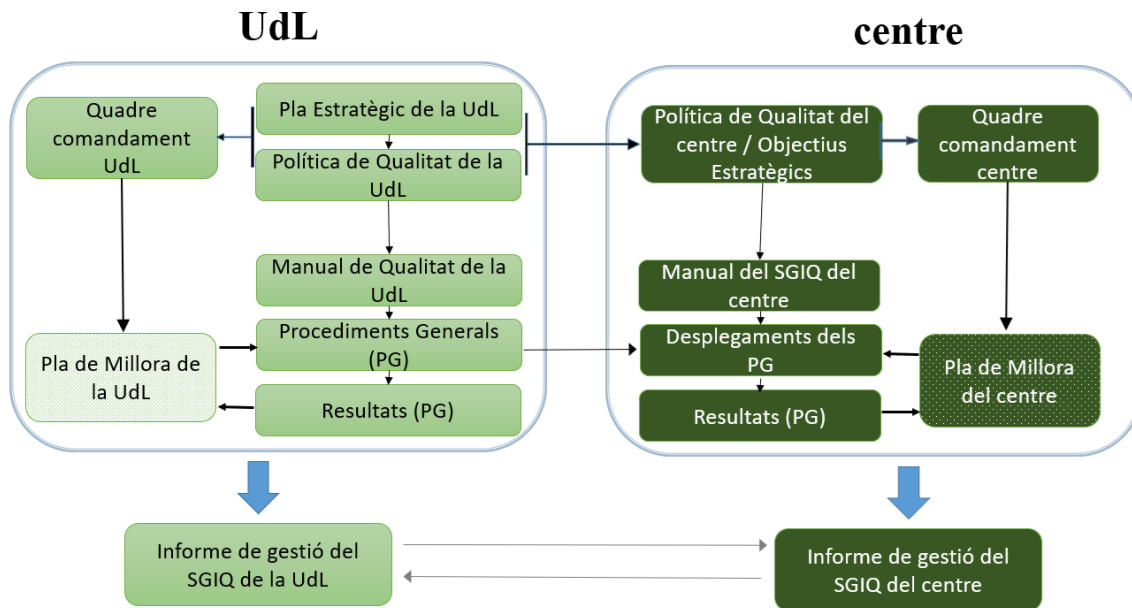 UdL
Quadre
comandament
UdL
Pla Estratègic de la UdL
Política de Qualitat de la
UdL
Manual de Qualitat de la
UdL
Procediments Generals
(PG)
Resultats (PG)
Pla de Millora de
la UdL
Informe de gestió del
SGIQ de la UdL
centre
Política de Qualitat del
centre / Objectius
Estratègics
Quadre
comandament
centre
Manual del SGIQ del
centre
Desplegaments dels
PG
Resultats (PG)
Pla de Millora
del centre
Informe de gestió del
SGIQ del centre